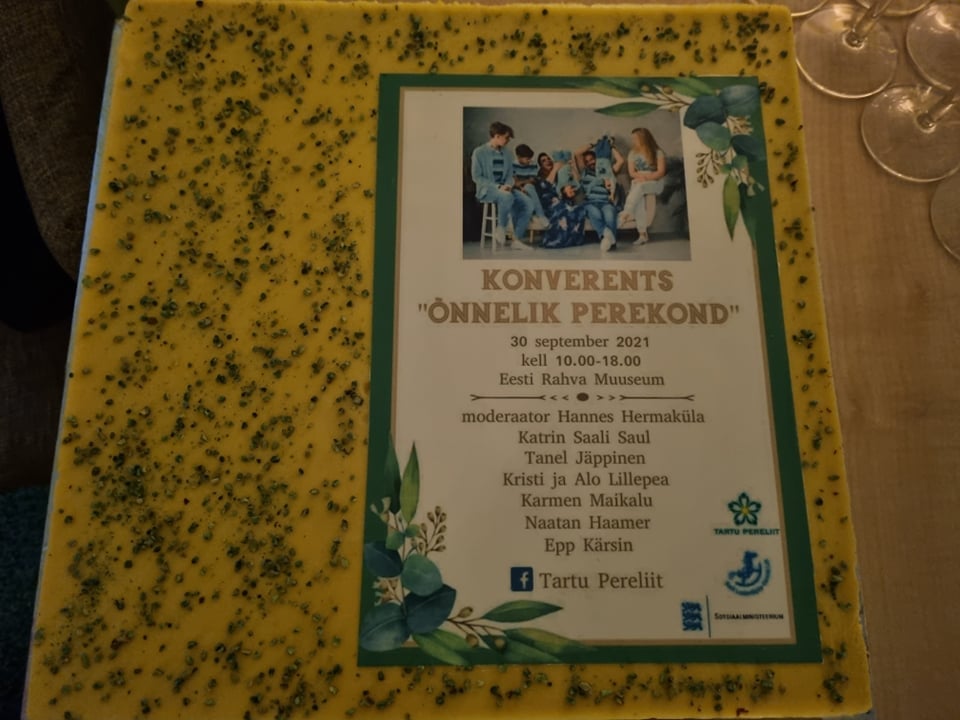 KONVERENTS
"ÕNNELIK PEREKOND"
30 september 2021
kell 10.00-18.00
Eesti Rahva Muuseum
moderaator Hannes Hermaküla
Katrin Saali Saul
Tanel Jäppinen
Kristi ja Alo Lillepea
Karmen Maikalu
Naatan Haamer
Epp Kärsin
Tartu Pereliit
TARTU PERELIIT
SOTSIAALMINISTEERIUM